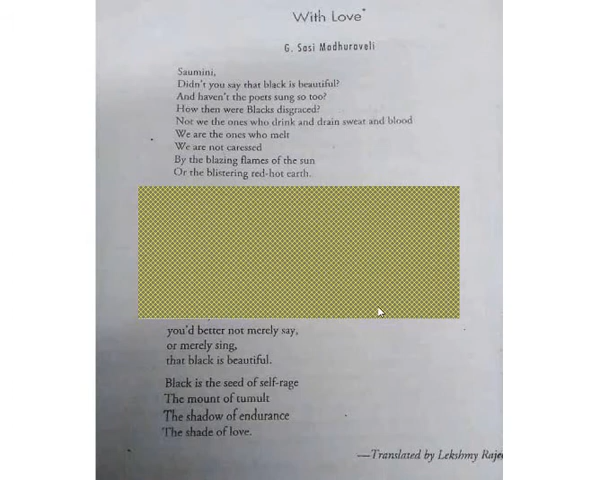 With Love*
G. Sasi Madhuraveli
Saumini,
Didn't you say that black is beautiful?
And haven't the poets sung so too?
How then were Blacks disgraced?
Not we the ones who drink and drain sweat and blood
We are the ones who melt
We are not caressed
By the blazing flames of the sun
Or the blistering red-hot earth.
you'd better not merely say,
or merely sing,
that black is beautiful.
Black is the seed of self-rage
The mount of tumult
The shadow of endurance
The shade of love.
—Translated by Lekshmy